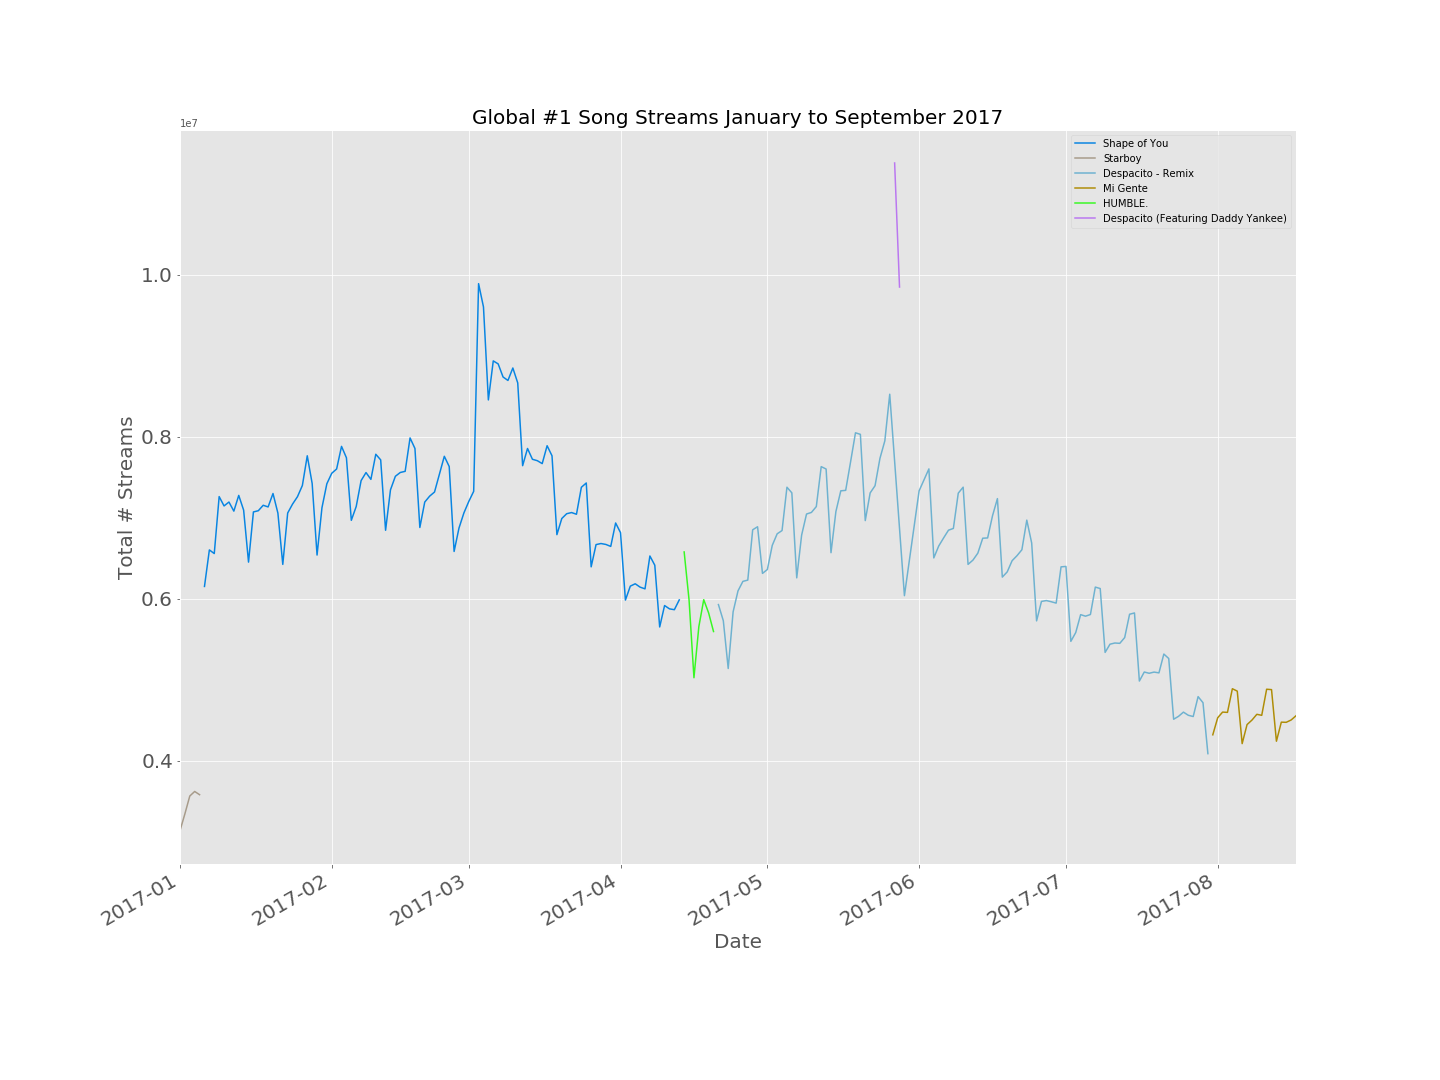 Global #1 Song Streams January to September 2017
1e7
Shape of You
Starboy
Despacito - Remix
Mi Gente
HUMBLE.
Despacito (Featuring Daddy Yankee)
1.0
0.8
0.6
0.4
Total # Streams
2017-01
2017-02
2017-03
2017-04
2017-05
2017-06
2017-07
2017-08
Date